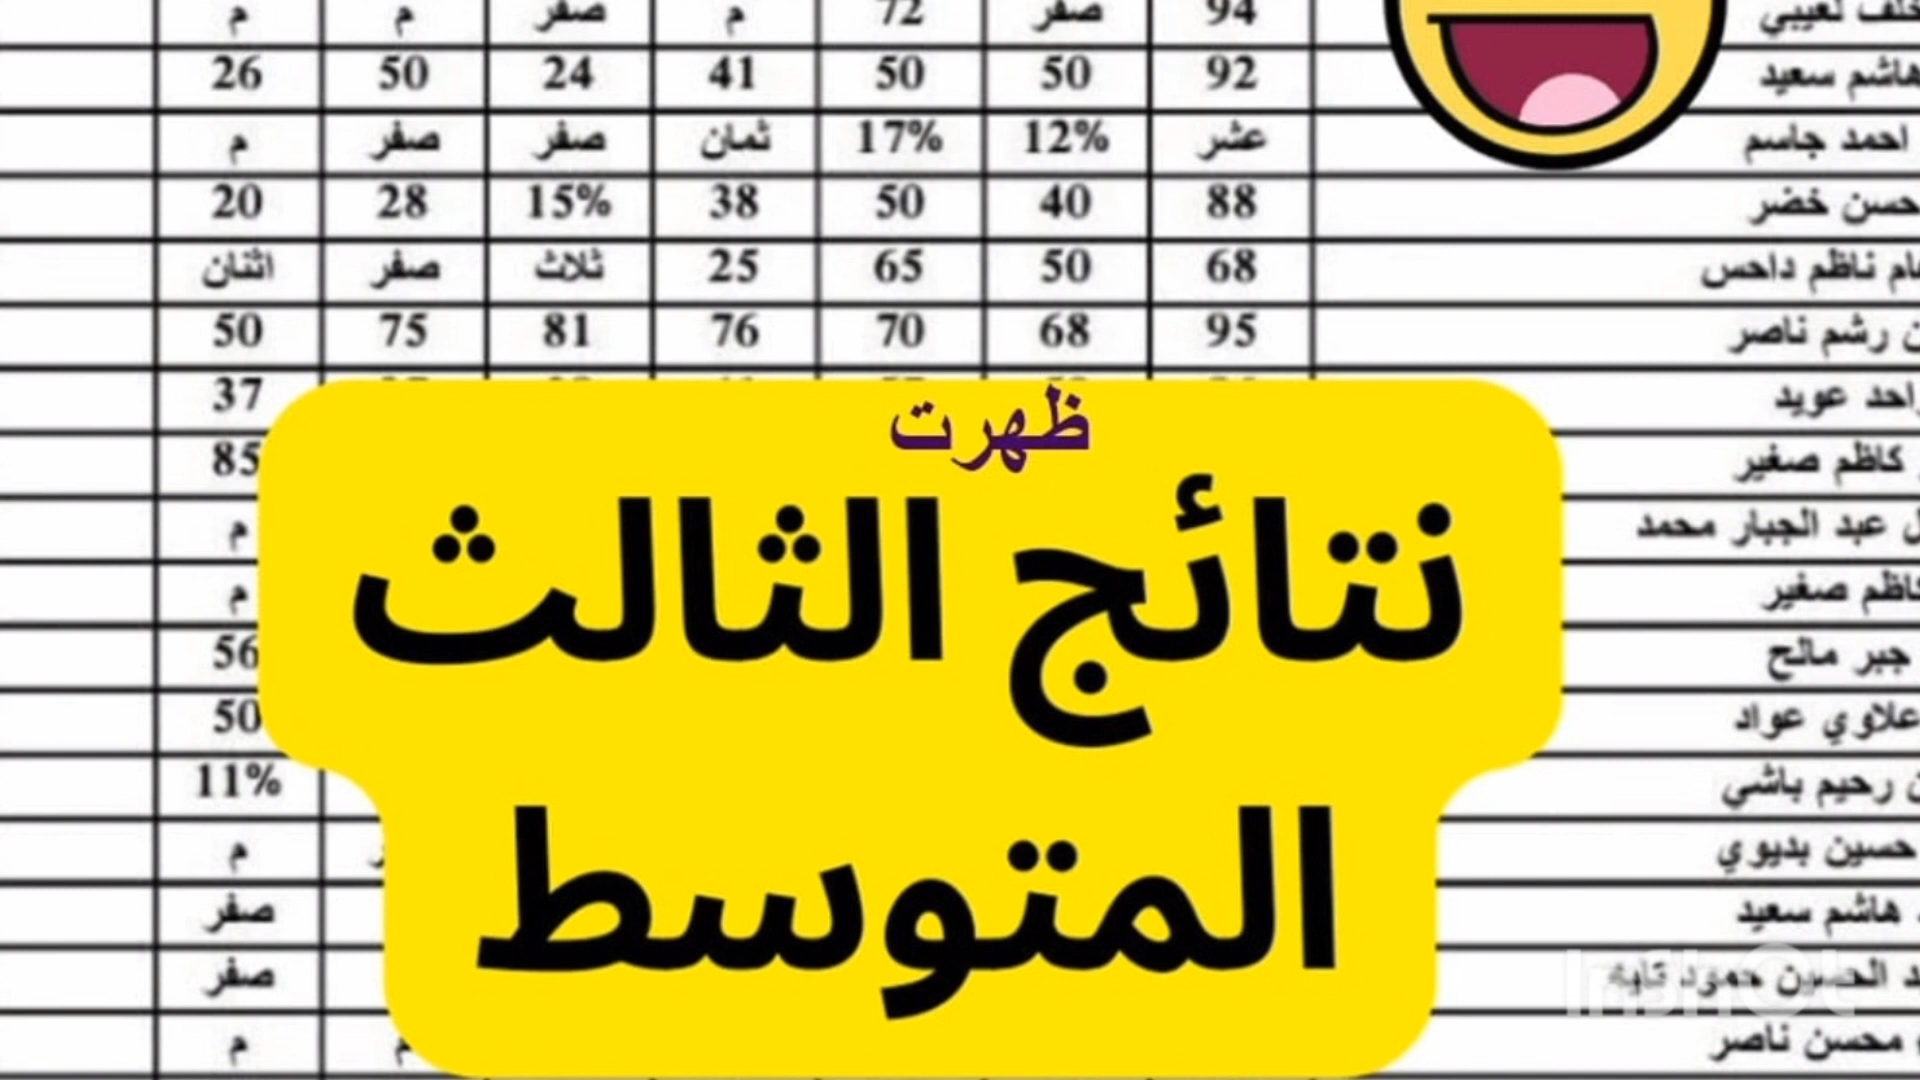 خلف لعيبي 94 صفر 72 م صفر م م
هاشم سعيد 92 50 50 41 24 50 26
احمد جاسم عشر 12% 17% ثمان صفر صفر م
حسن خضر 88 40 50 38 15% 28 20
ناظم داحس 68 50 65 25 ثلاث صفر اثنان
رشم ناصر 95 68 70 76 81 75 50
عويد 37
كاظم صغير 85
عبد الجبار محمد م
كاظم صغير م
جبر مالح 56
علاوي عواد 50
رحيم باشي 11%
حسين بديوي م
هاشم سعيد صفر
الحسين حمود صفر
محسن ناصر م م
ظهرت
نتائج الثالث
المتوسط
InShot